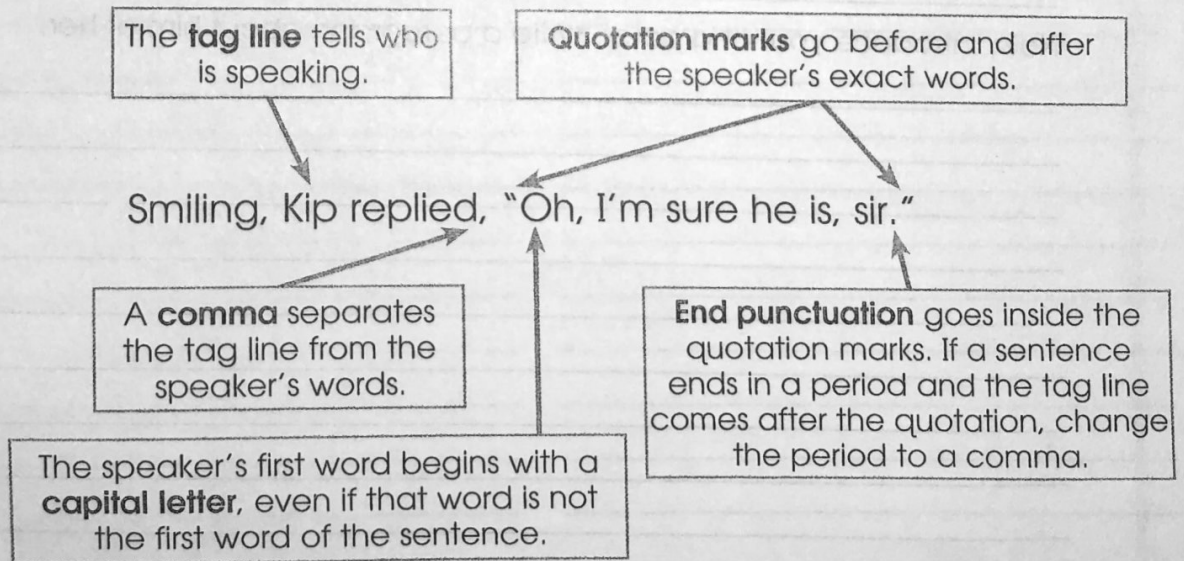 The tag line tells who
is speaking.
Quotation marks go before and after
the speaker's exact words.
Smiling, Kip replied, "Oh, I'm sure he is, sir."
A comma separates
the tag line from the
speaker's words.
End punctuation goes inside the
quotation marks. If a sentence
ends in a period and the tag line
comes after the quotation, change
the period to a comma.
The speaker's first word begins with a
capital letter, even if that word is not
the first word of the sentence.